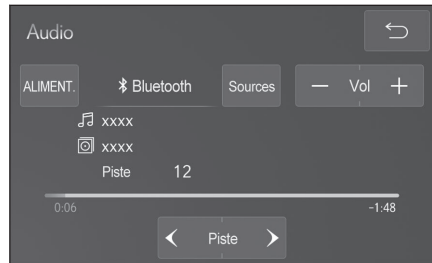 Audio
ALIMENT. Bluetooth Sources − Vol +
xxxx
xxxx
Piste 12
0:06 −1:48
Piste